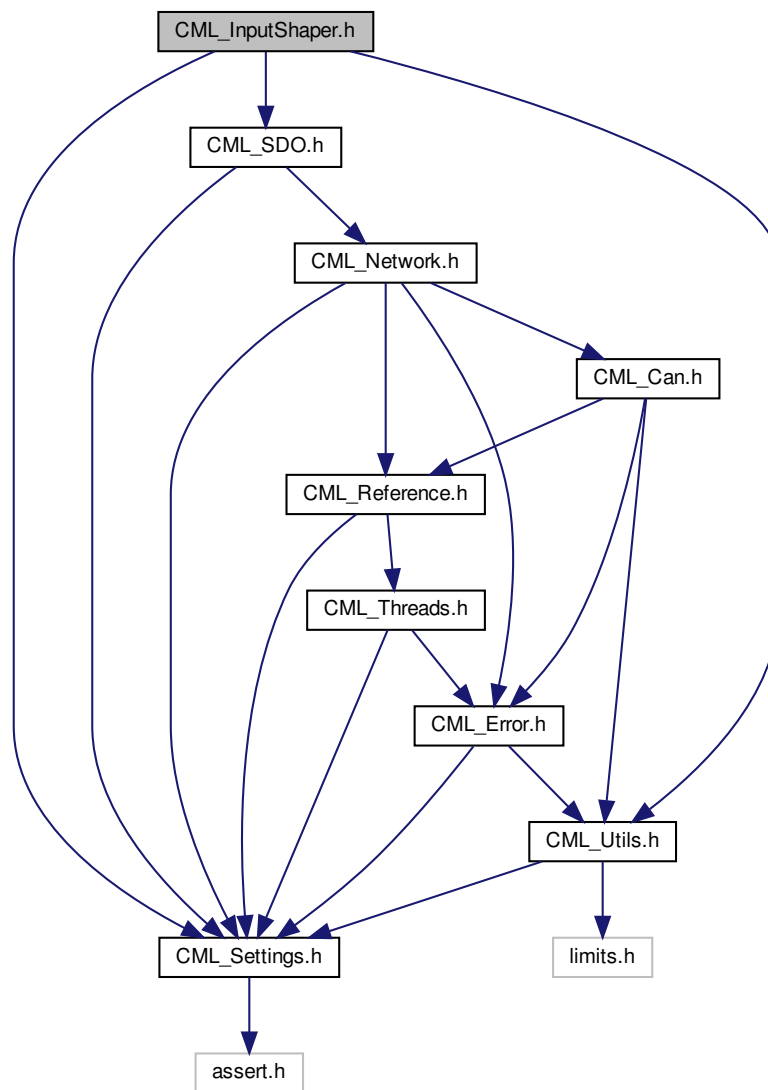 CML_InputShaper.h
CML_SDO.h
CML_Network.h
CML_Can.h
CML_Reference.h
CML_Threads.h
CML_Error.h
CML_Utils.h
CML_Settings.h
limits.h
assert.h